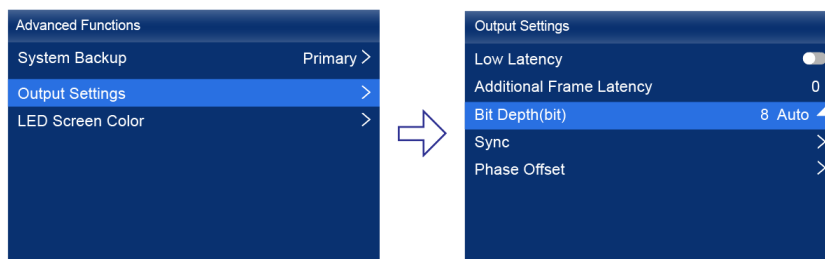 Advanced Functions
System Backup Primary >
Output Settings >
LED Screen Color >
Output Settings
Low Latency
Additional Frame Latency 0
Bit Depth(bit) 8 Auto
Sync >
Phase Offset >